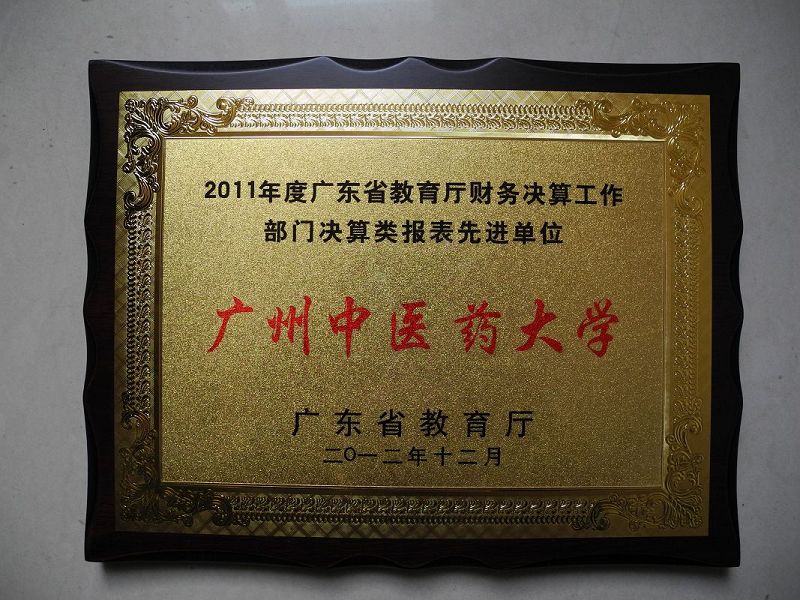 2011年度广东省教育厅财务决算工作
部门决算类报表先进单位
广州中医药大学
广东省教育厅
二〇一二年十二月